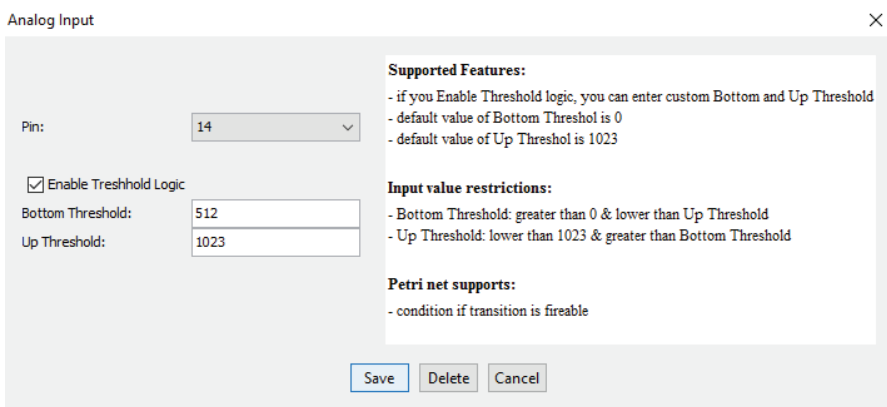 Analog Input
Pin:
14
Enable Treshhold Logic
Bottom Threshold:
512
Up Threshold:
1023
Supported Features:
- if you Enable Threshold logic, you can enter custom Bottom and Up Threshold
- default value of Bottom Threshol is 0
- default value of Up Threshol is 1023
Input value restrictions:
- Bottom Threshold: greater than 0 & lower than Up Threshold
- Up Threshold: lower than 1023 & greater than Bottom Threshold
Petri net supports:
- condition if transition is fireable
Save
Delete
Cancel